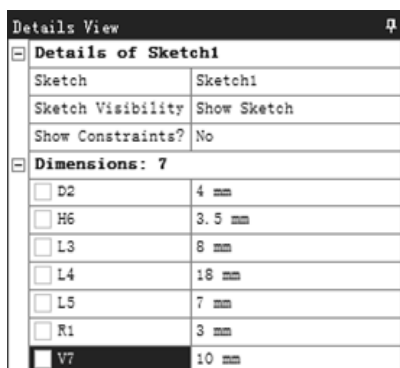 Details View
Details of Sketch1
Sketch Sketch1
Sketch Visibility Show Sketch
Show Constraints? No
Dimensions: 7
D2 4 mm
H6 3.5 mm
L3 8 mm
L4 18 mm
L5 7 mm
R1 3 mm
V7 10 mm